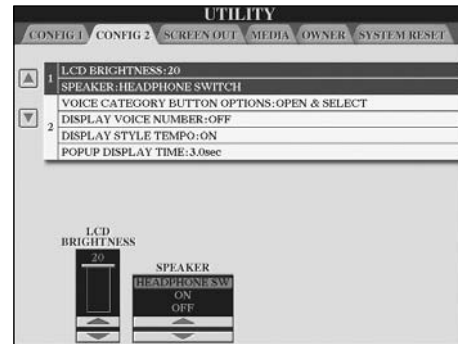 UTILITY
CONFIG 1 CONFIG 2 SCREEN OUT MEDIA OWNER SYSTEM RESET
1 LCD BRIGHTNESS:20
SPEAKER:HEADPHONE SWITCH
VOICE CATEGORY BUTTON OPTIONS:OPEN & SELECT
2 DISPLAY VOICE NUMBER:OFF
DISPLAY STYLE TEMPO:ON
POPUP DISPLAY TIME:3.0sec
LCD
BRIGHTNESS
20
SPEAKER
HEADPHONE SW
ON
OFF